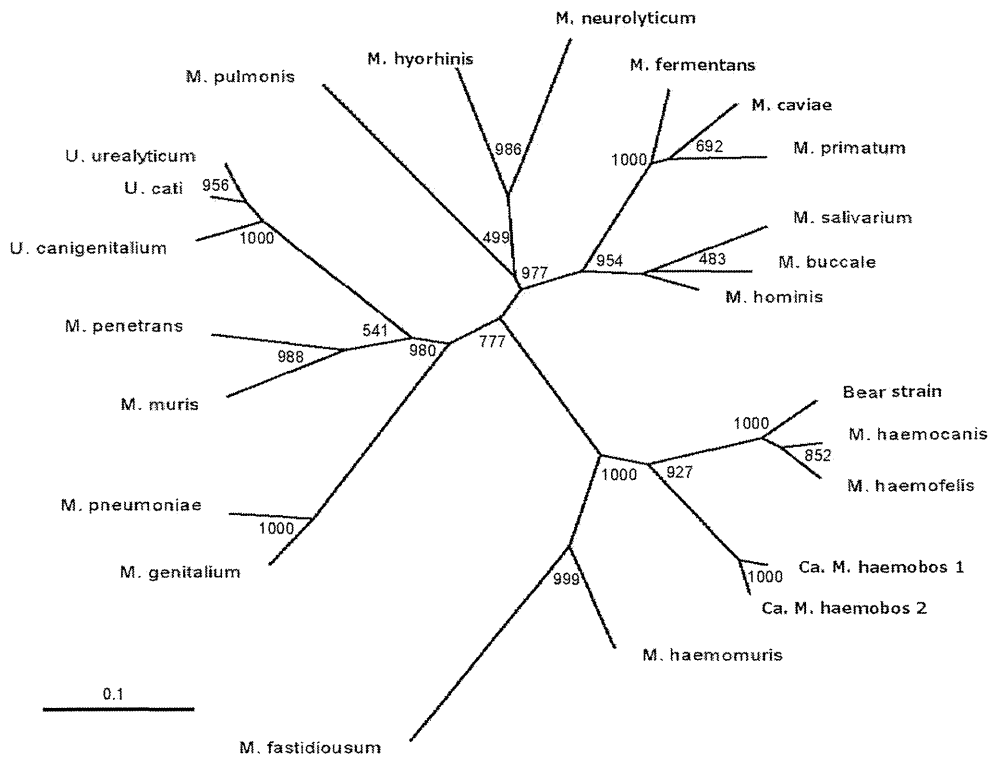 M. neurolyticum
M. hyorhinis
M. pulmonis
M. fermentans
M. caviae
692
M. primatum
1000
986
U. urealyticum
956
U. cati
U. canigenitalium
1000
M. salivarium
499
977
954
483
M. buccale
M. hominis
M. penetrans
541
988
980
777
M. muris
Bear strain
1000
M. haemocanis
852
1000
927
M. haemofelis
M. pneumoniae
1000
M. genitalium
999
1000
Ca. M. haemobos 1
Ca. M. haemobos 2
M. haemomuris
0.1
M. fastidiousum